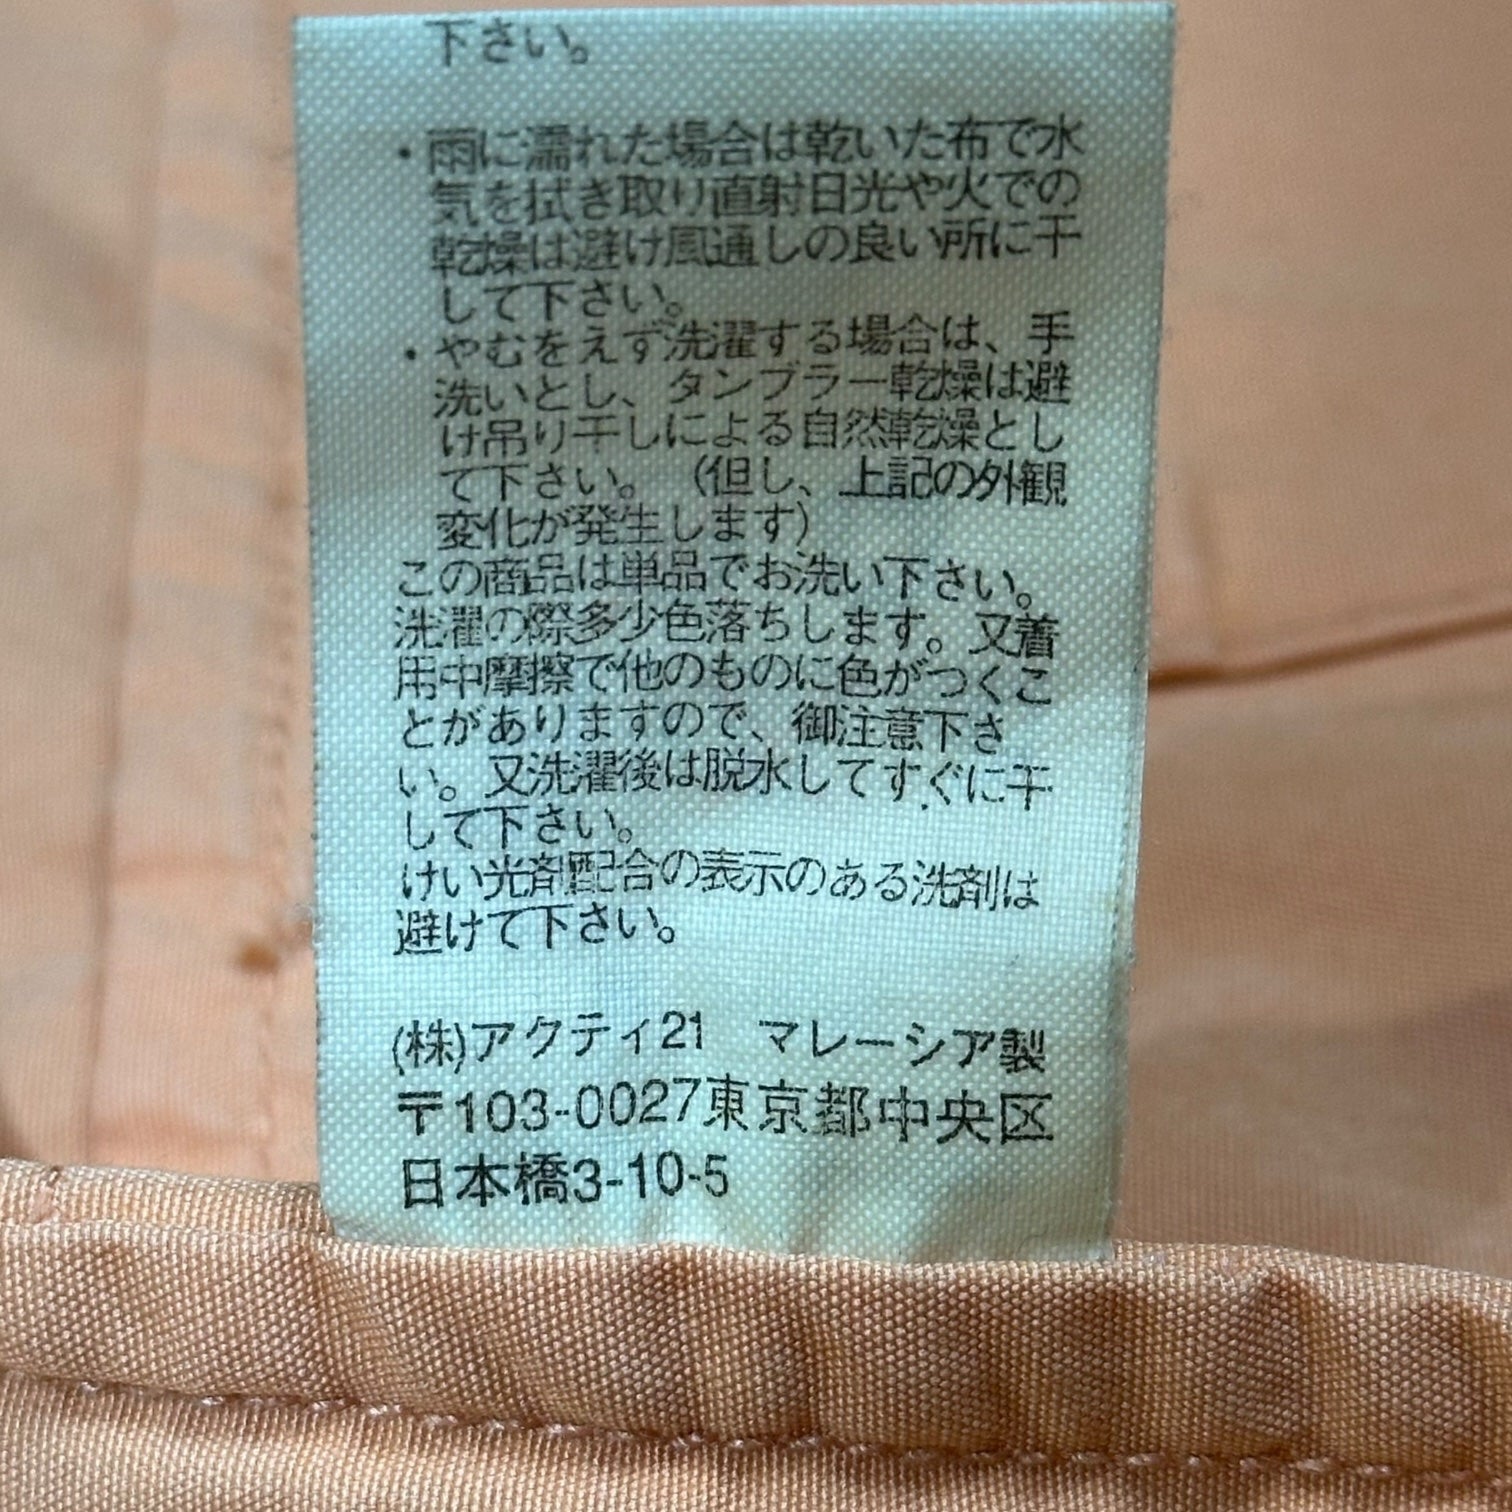 下さい。
・雨に濡れた場合は乾いた布で水
気を拭き取り直射日光や火での
乾燥は避け風通しの良い所に干
して下さい。
・やむをえず洗濯する場合は、手
洗いとし、タンブラー乾燥は避
け吊り干しによる自然乾燥とし
て下さい。（但し、上記の外観
変化が発生します）
この商品は単品でお洗い下さい。
洗濯の際多少色落ちします。又着
用中摩擦で他のものに色がつくこ
とがありますので、御注意下さ
い。又洗濯後は脱水してすぐに干
して下さい。
けい光剤配合の表示のある洗剤は
避けて下さい。
(株)アクティ21　マレーシア製
〒103-0027東京都中央区
日本橋3-10-5